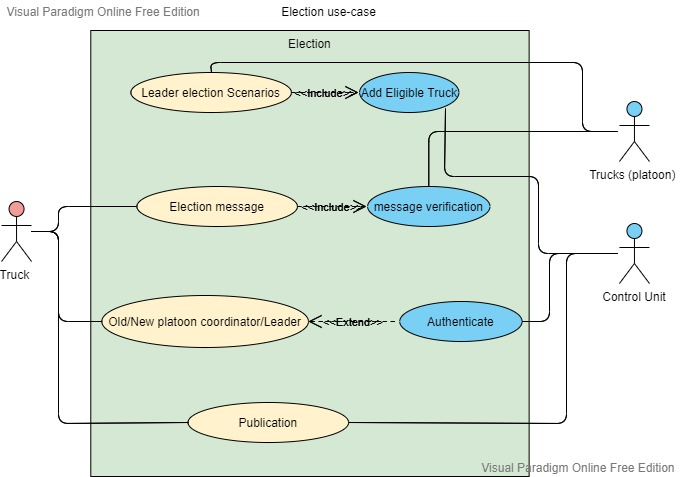 Visual Paradigm Online Free Edition
Election use-case
Election
Leader election Scenarios
<<Include>>
Add Eligible Truck
Trucks (platoon)
Election message
<<Include>>
message verification
Truck
Control Unit
Old/New platoon coordinator/Leader
<<Extend>>
Authenticate
Publication
Visual Paradigm Online Free Edition